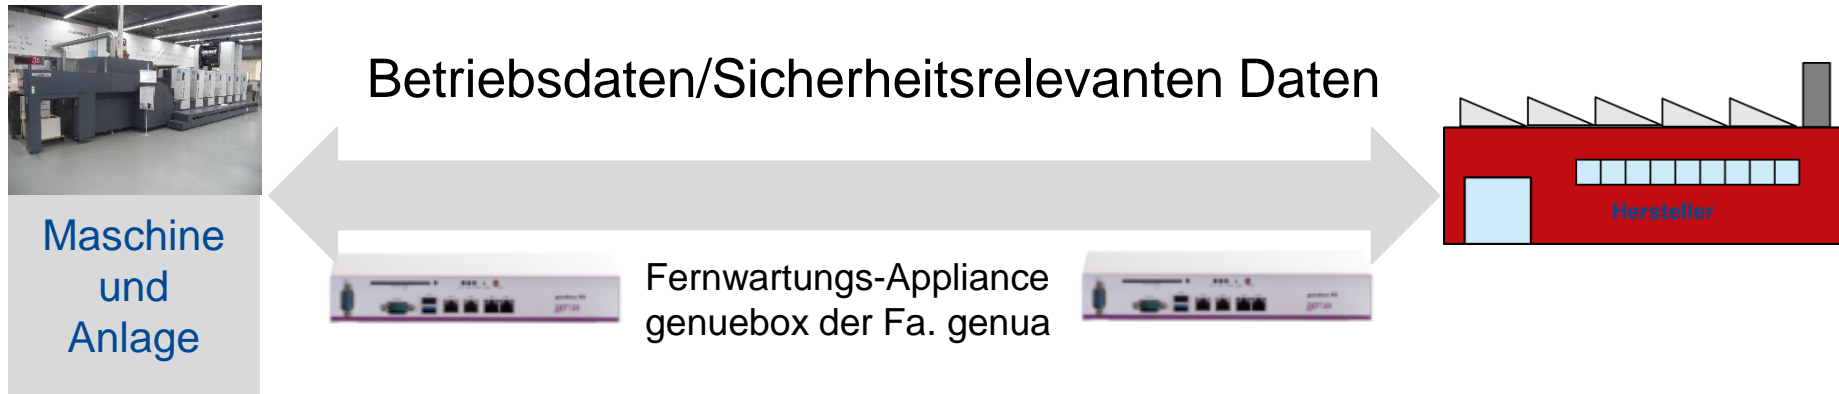 Betriebsdaten/Sicherheitsrelevanten Daten
Maschine
und
Anlage
Fernwartungs-Appliance
genuebox der Fa. genua
Hersteller